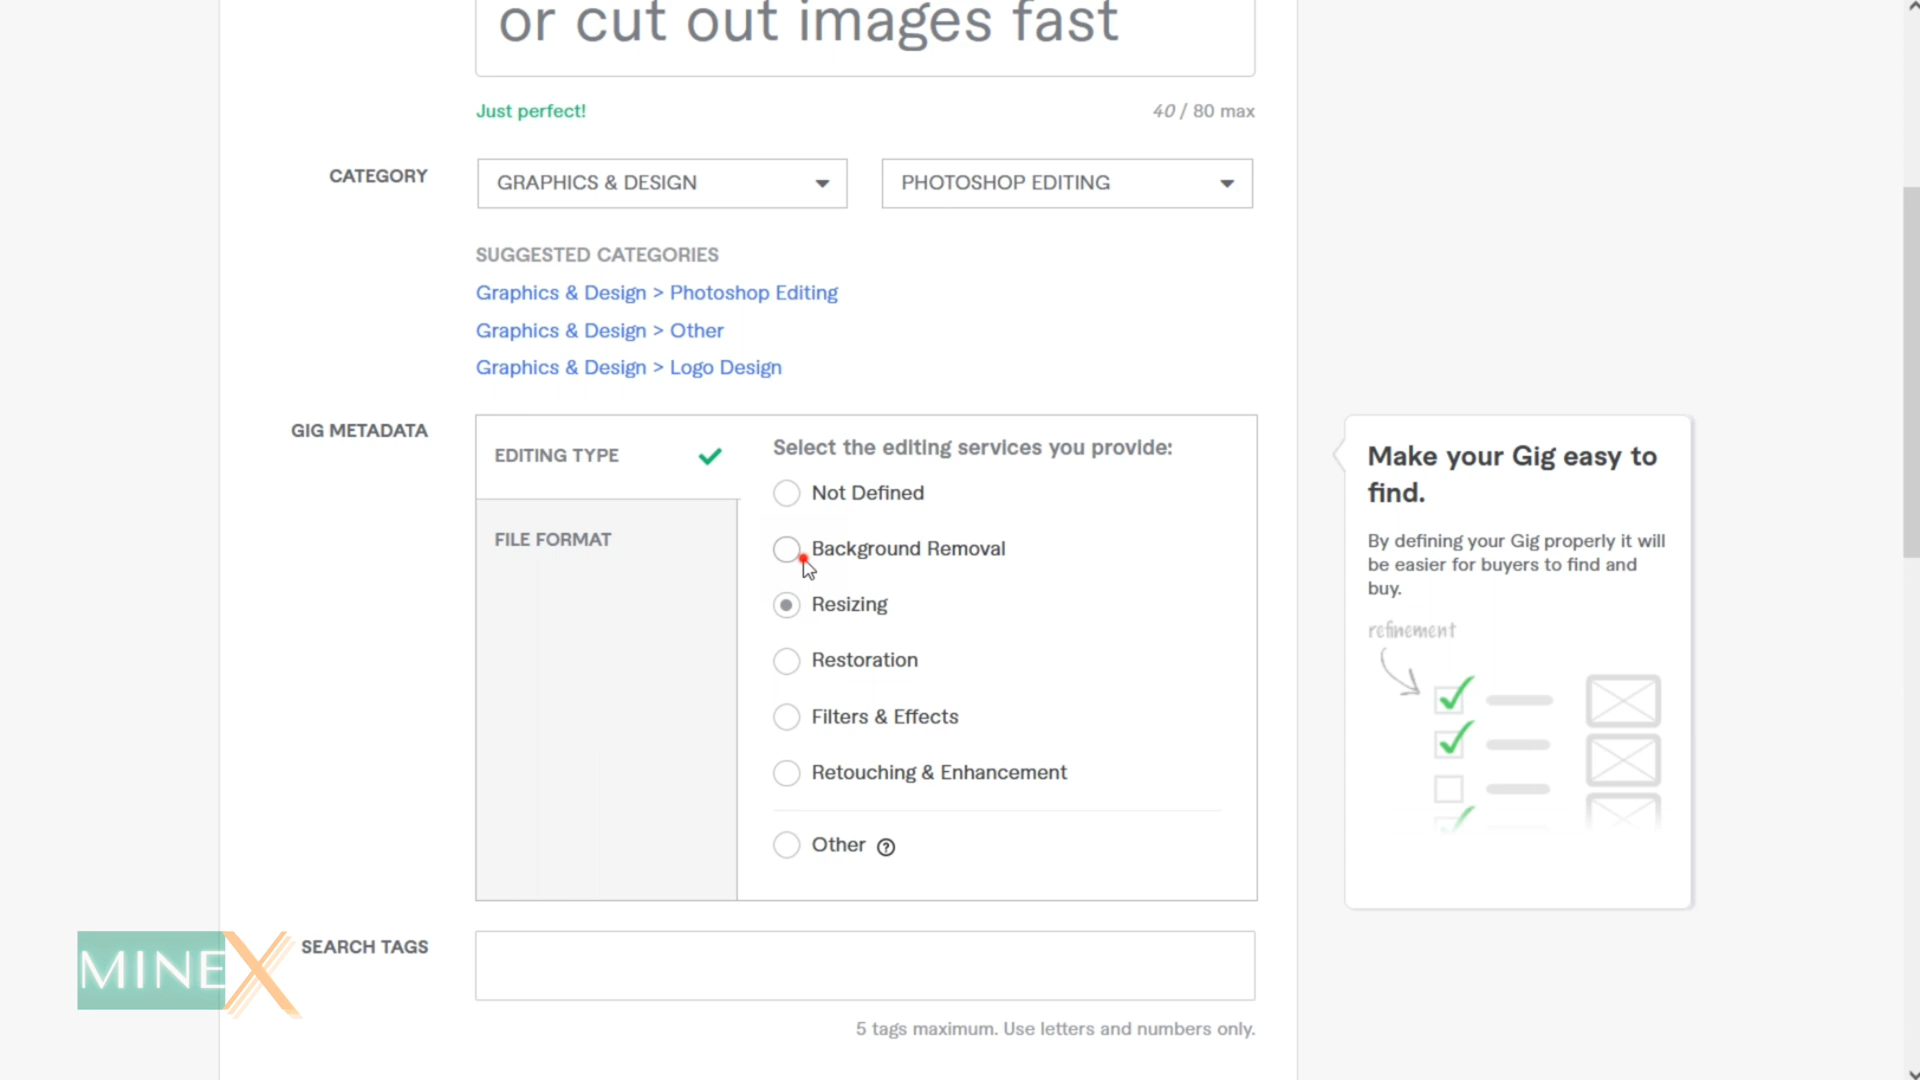 or cut out images fast
Just perfect!
40 / 80 max
CATEGORY
GRAPHICS & DESIGN
PHOTOSHOP EDITING
SUGGESTED CATEGORIES
Graphics & Design > Photoshop Editing
Graphics & Design > Other
Graphics & Design > Logo Design
GIG METADATA
EDITING TYPE
FILE FORMAT
Select the editing services you provide:
Not Defined
Background Removal
Resizing
Restoration
Filters & Effects
Retouching & Enhancement
Other ?
Make your Gig easy to
find.
By defining your Gig properly it will
be easier for buyers to find and
buy.
refinement
SEARCH TAGS
5 tags maximum. Use letters and numbers only.
MINEX